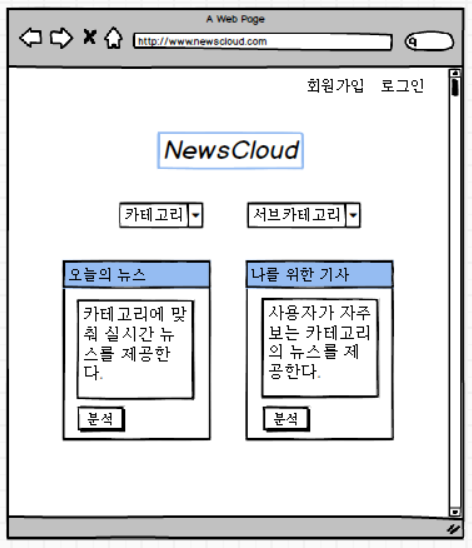 A Web Page
http://www.newscloud.com
회원가입 로그인
NewsCloud
카테고리 서브카테고리
오늘의 뉴스
카테고리에 맞
춰 실시간 뉴
스를 제공한
다.
분석
나를 위한 기사
사용자가 자주
보는 카테고리
의 뉴스를 제
공한다.
분석